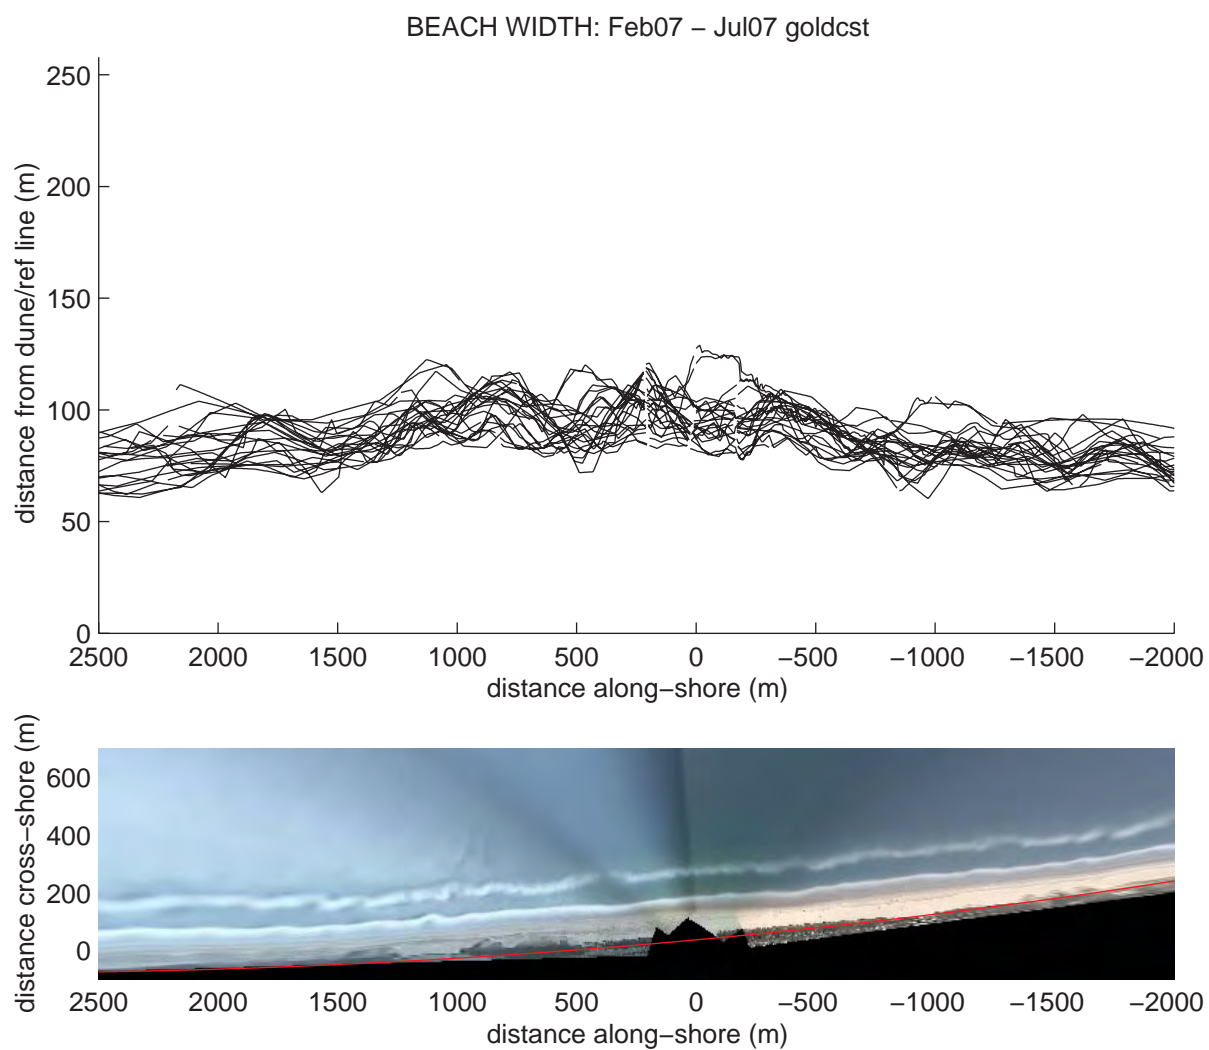 BEACH WIDTH: Feb07 − Jul07 goldcst
250
200
150
100
50
0
distance from dune/ref line (m)
2500 2000 1500 1000 500 0 −500 −1000 −1500 −2000
distance along−shore (m)
600
400
200
0
distance cross−shore (m)
2500 2000 1500 1000 500 0 −500 −1000 −1500 −2000
distance along−shore (m)